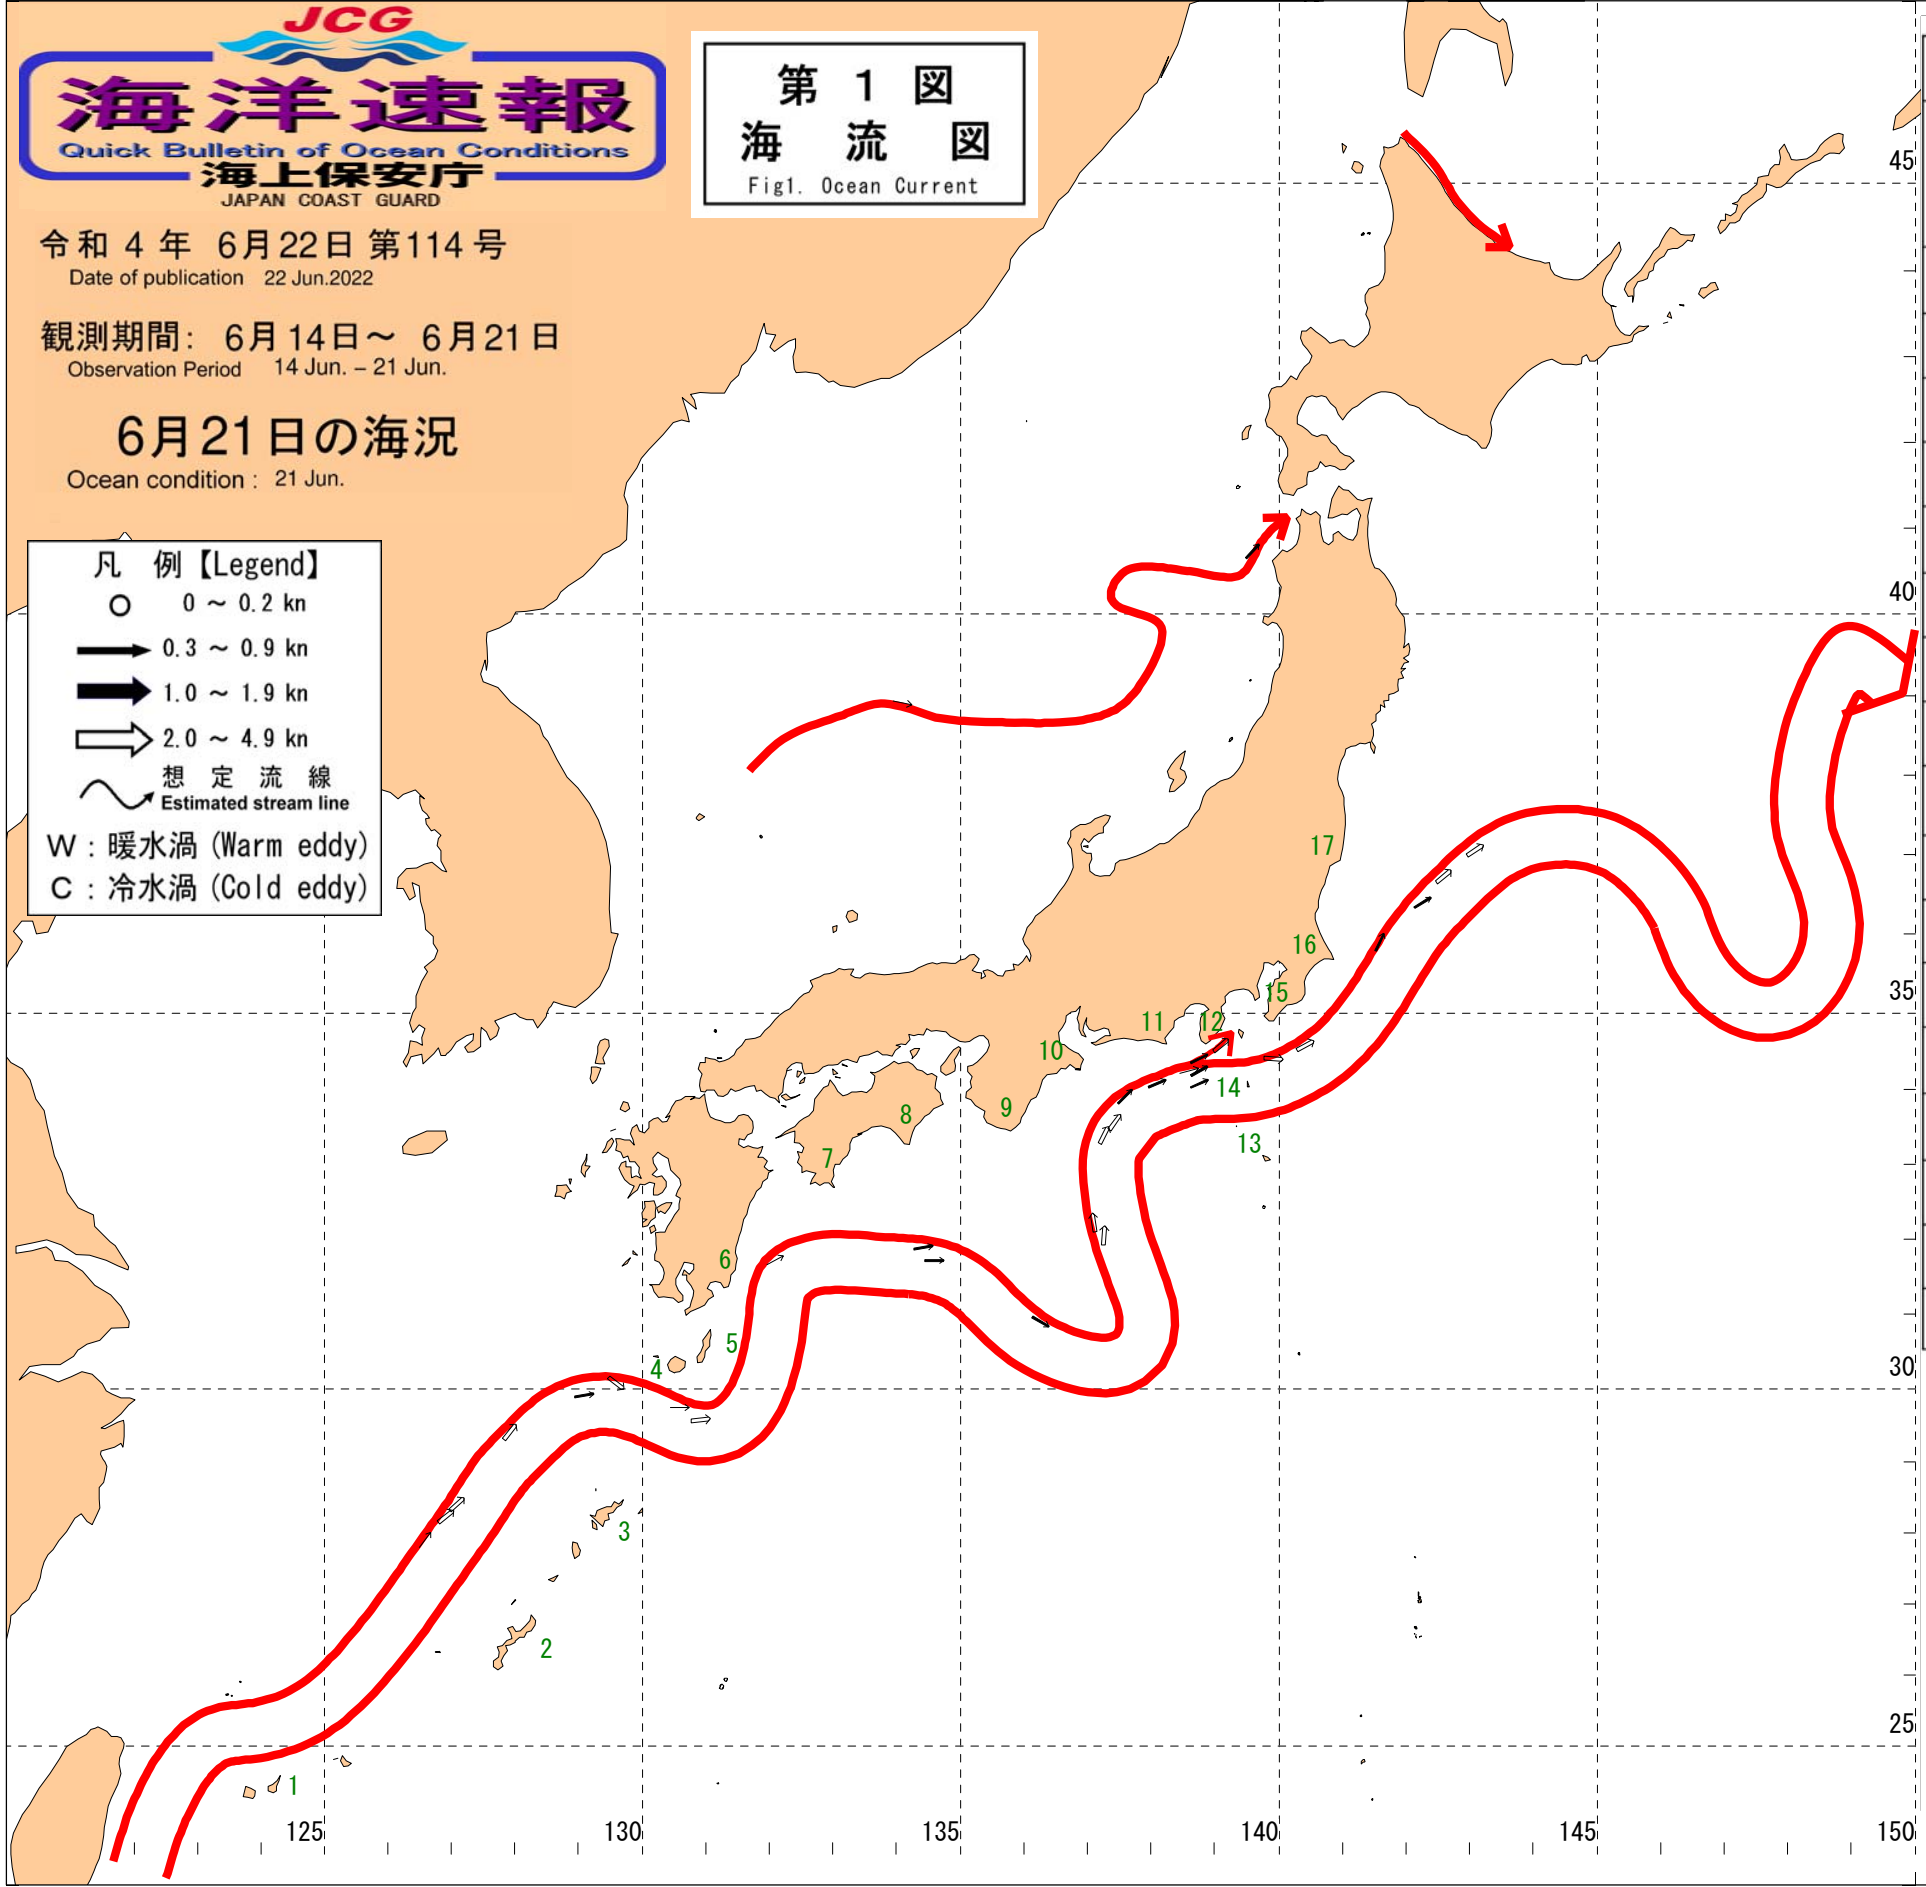 JCG
海洋速報
Quick Bulletin of Ocean Conditions
海上保安庁
JAPAN COAST GUARD
令和 4 年 6月22日 第114号
Date of publication 22 Jun.2022
観測期間: 6月14日~ 6月21日
Observation Period 14 Jun. – 21 Jun.
6月21日の海況
Ocean condition : 21 Jun.
第 1 図
海 流 図
Fig1. Ocean Current
凡 例【Legend】
0 ~ 0.2 kn
0.3 ~ 0.9 kn
1.0 ~ 1.9 kn
2.0 ~ 4.9 kn
想 定 流 線
Estimated stream line
W : 暖水渦 (Warm eddy)
C : 冷水渦 (Cold eddy)
45
40
17
16
35
15
11
12
10
14
9
8
13
7
6
5
4
30
3
2
25
1
125
130
135
140
145
150